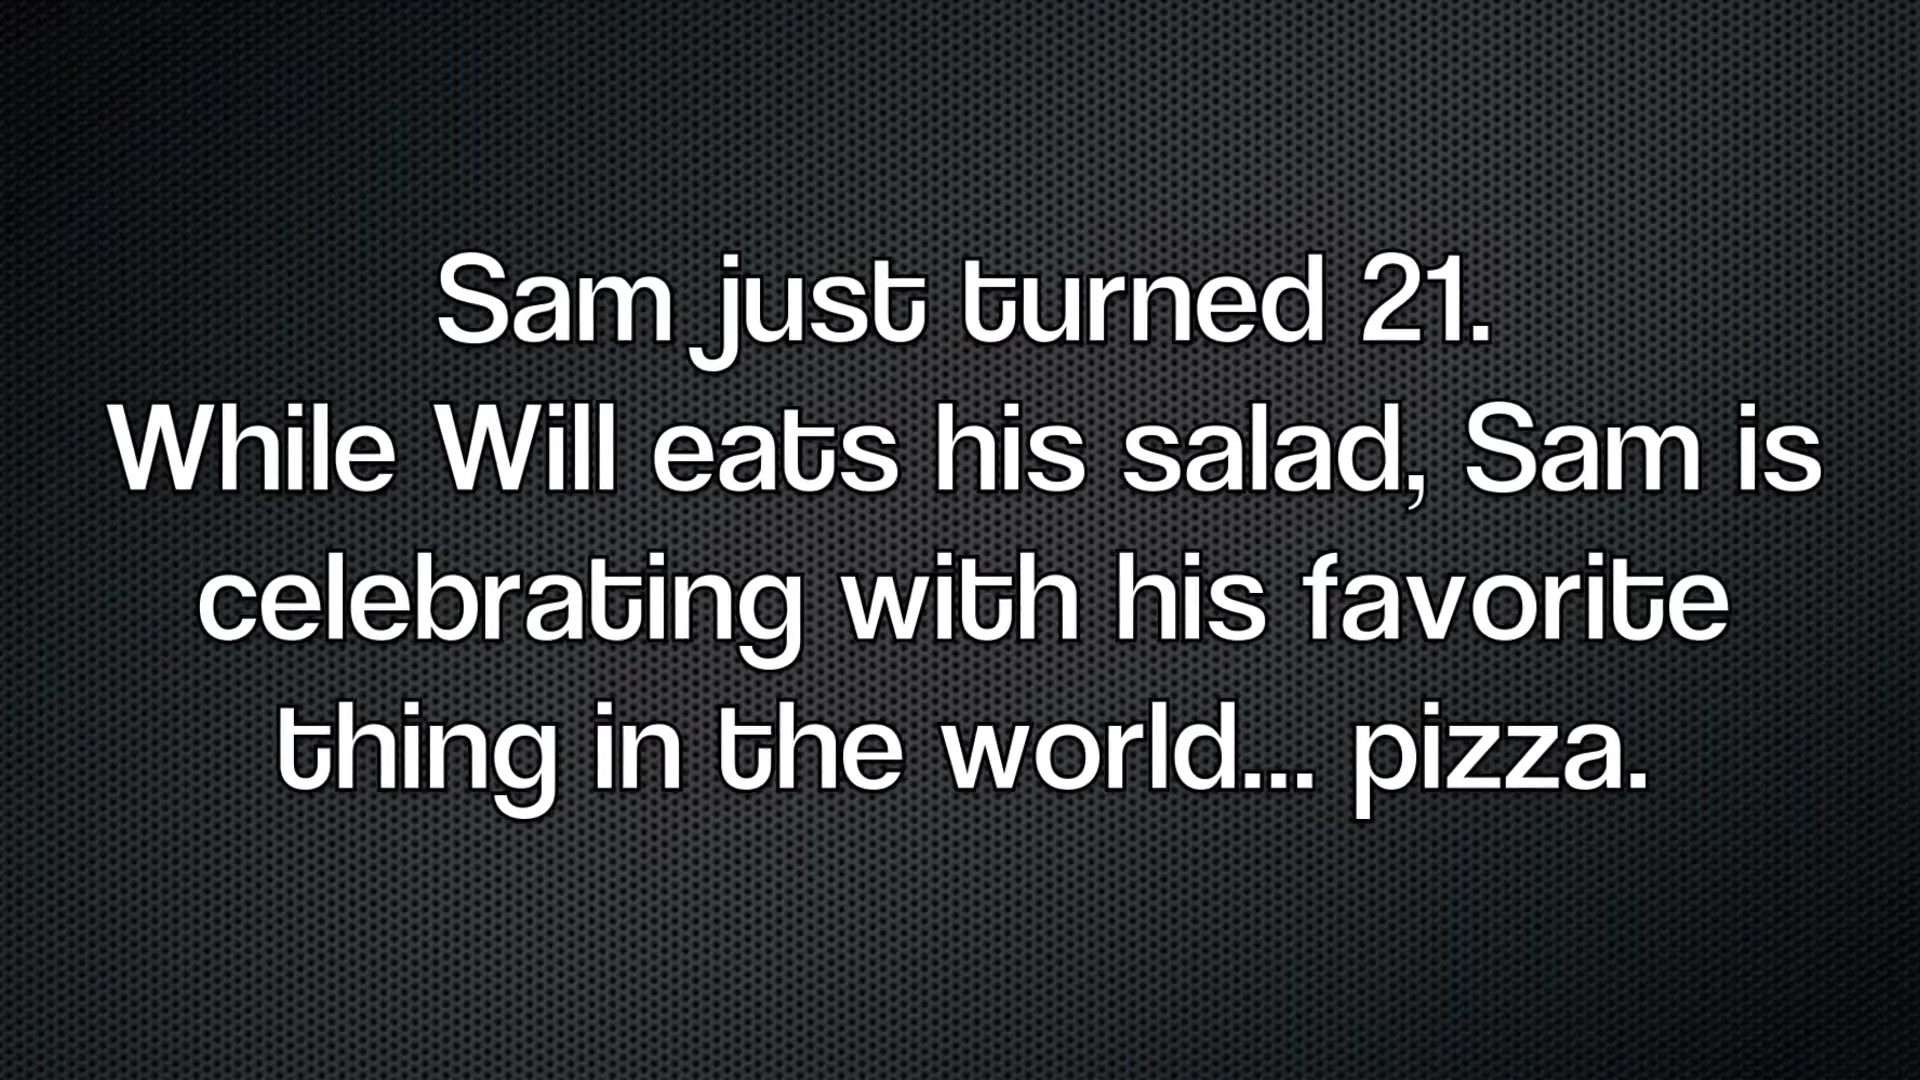 Sam just turned 21.
While Will eats his salad, Sam is
celebrating with his favorite
thing in the world... pizza.